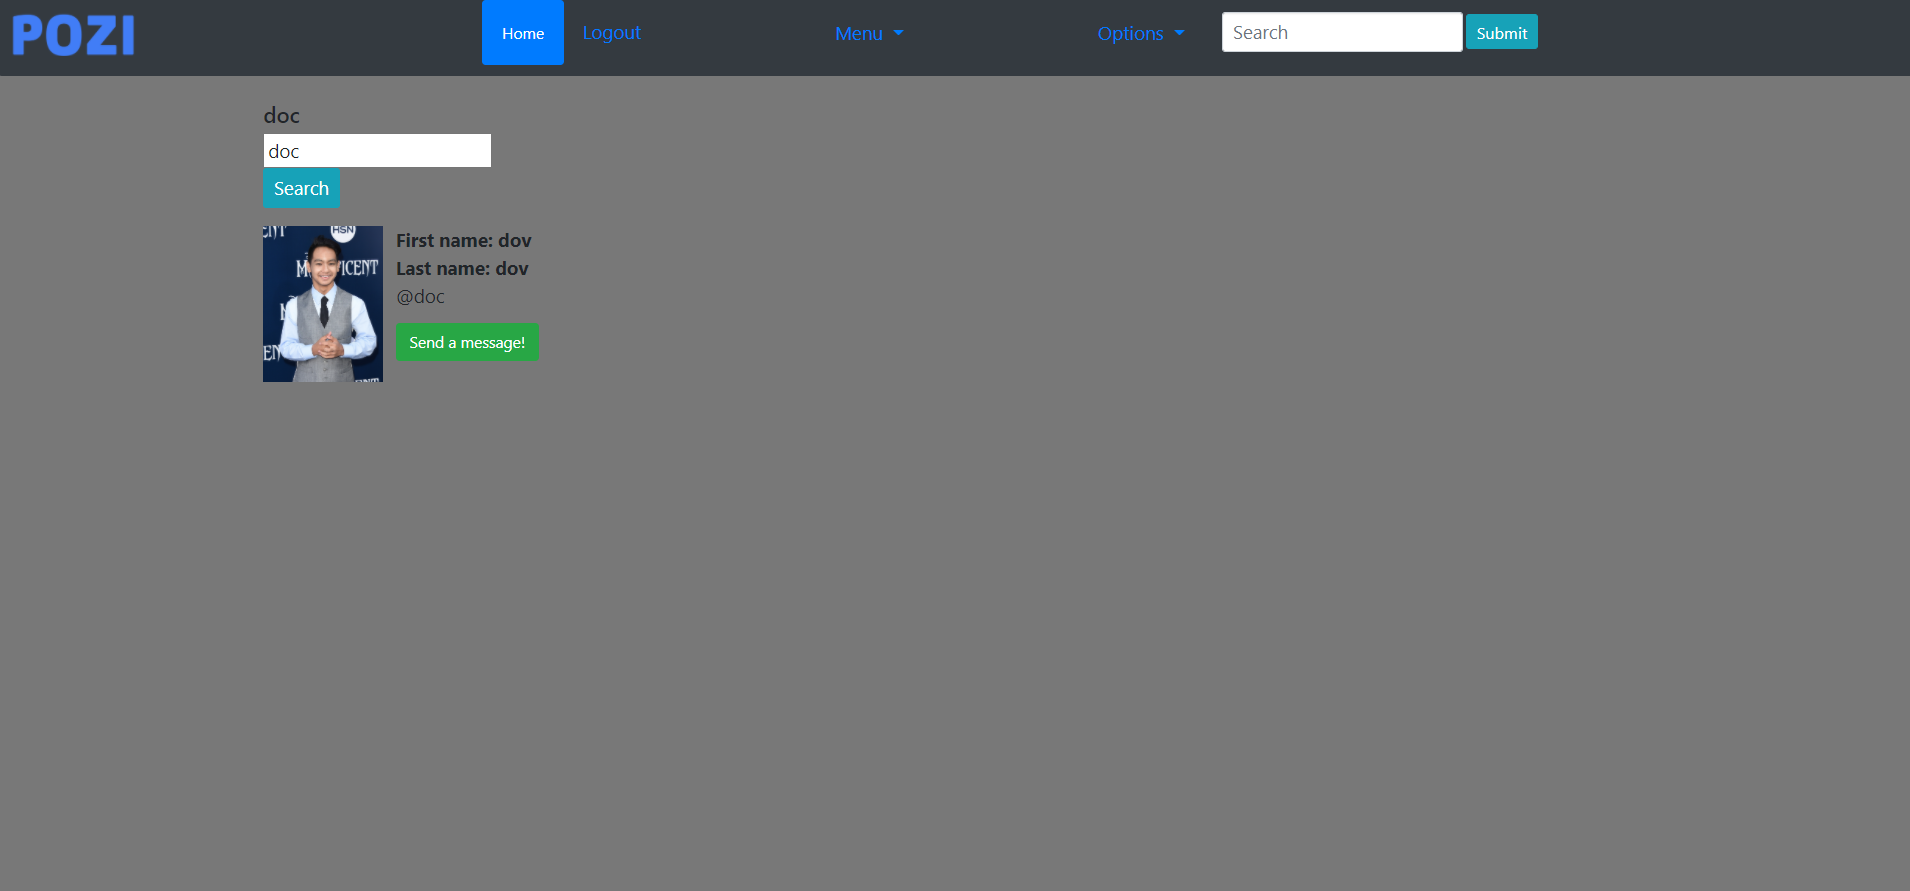 POZI
Home Logout Menu Options Search Submit
doc
doc
Search
First name: dov
Last name: dov
@doc
Send a message!
HSN